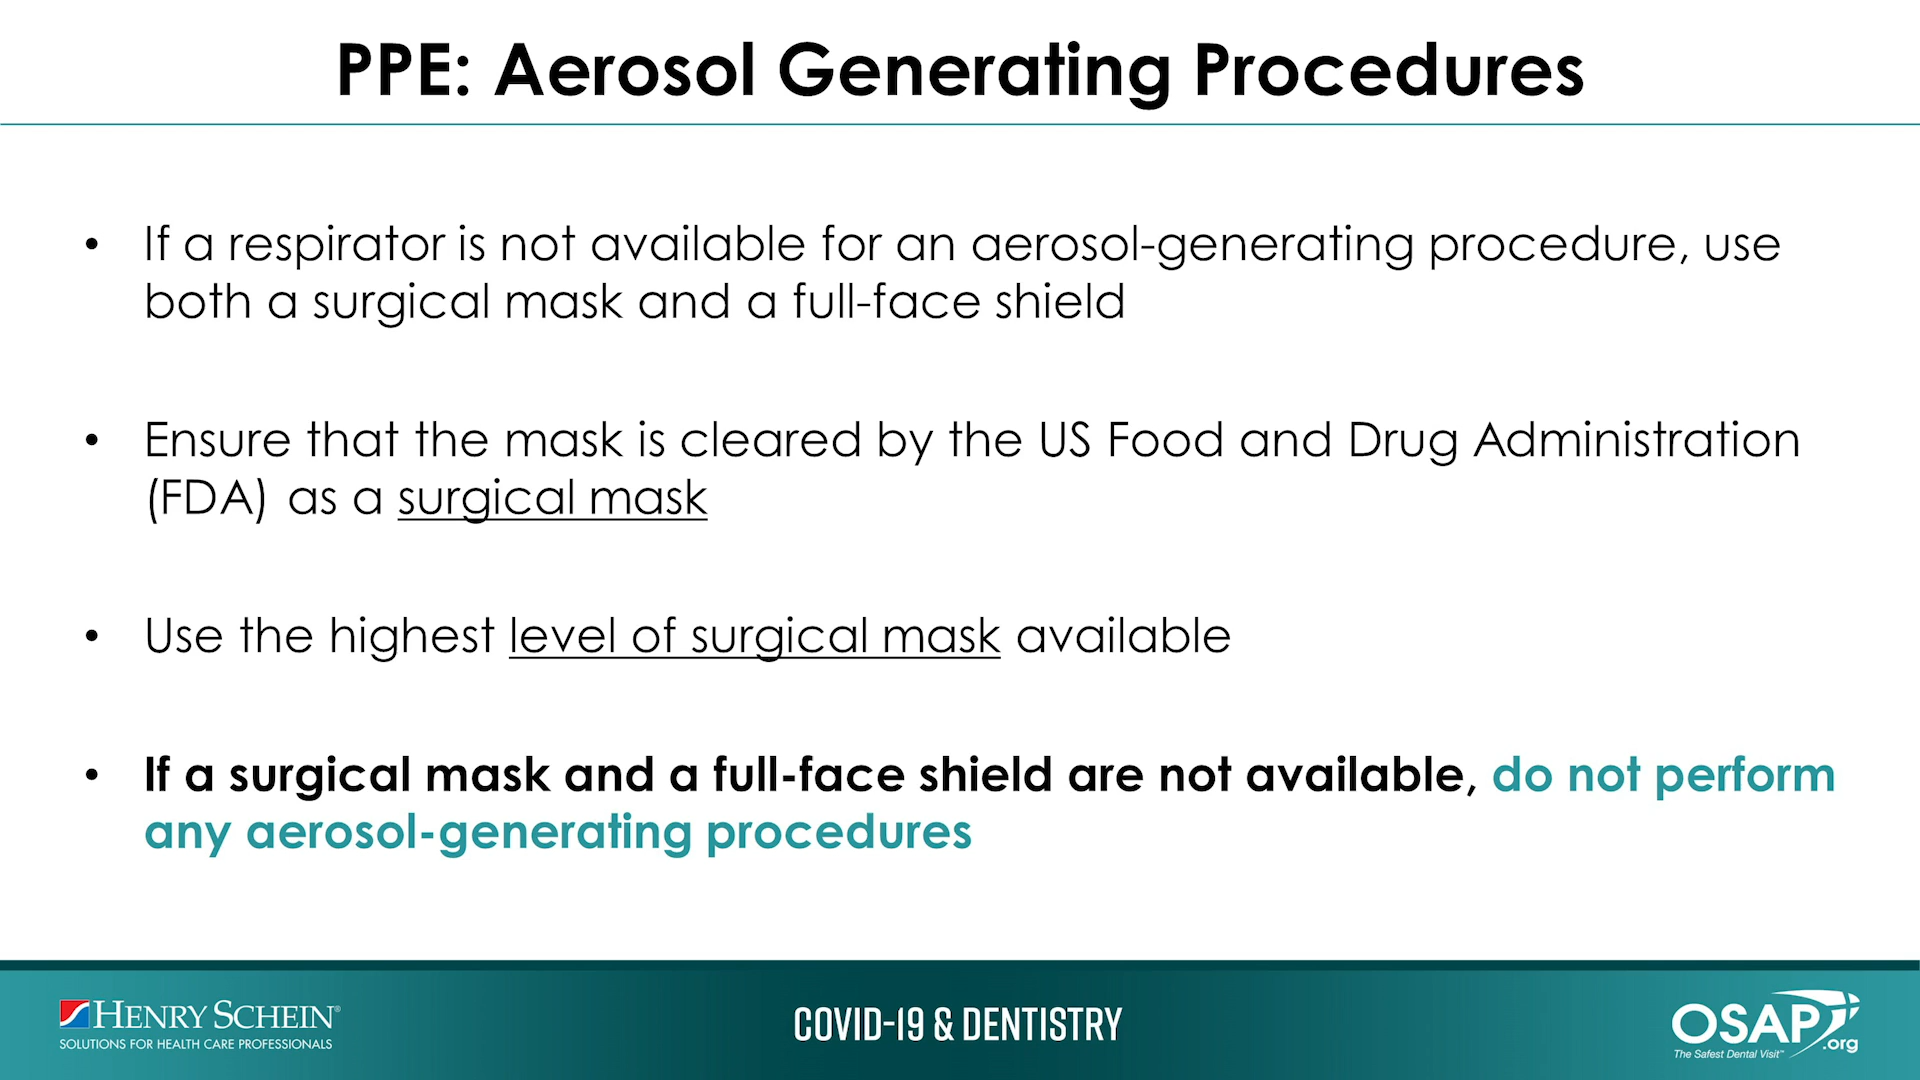 PPE: Aerosol Generating Procedures
• If a respirator is not available for an aerosol-generating procedure, use
both a surgical mask and a full-face shield
• Ensure that the mask is cleared by the US Food and Drug Administration
(FDA) as a surgical mask
• Use the highest level of surgical mask available
• If a surgical mask and a full-face shield are not available, do not perform
any aerosol-generating procedures
HENRY SCHEIN®
SOLUTIONS FOR HEALTH CARE PROFESSIONALS
COVID-19 & DENTISTRY
OSAP
.org
The Safest Dental Visit™